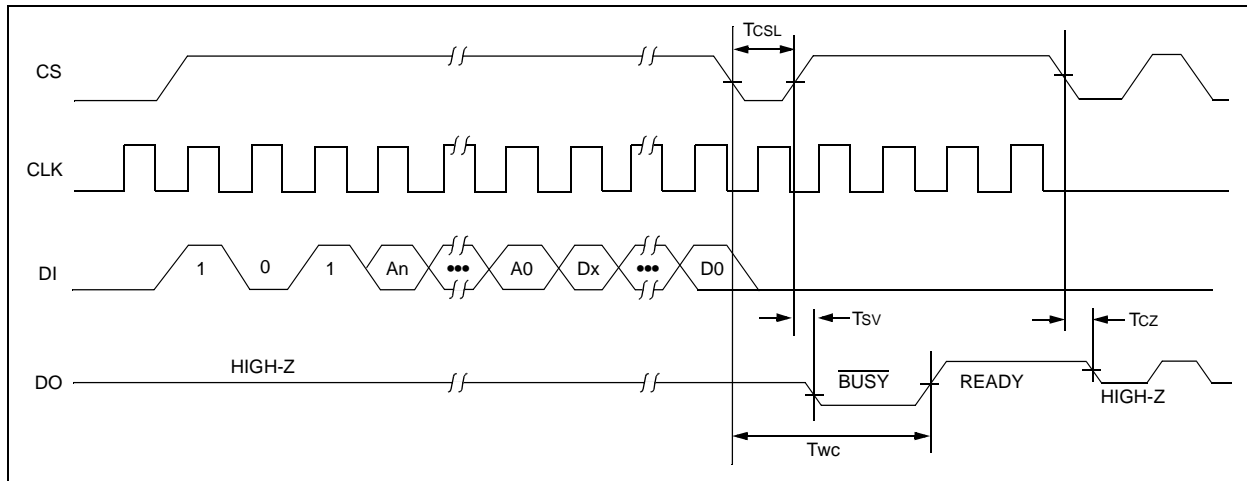 TCSL
CS
CLK
DI
1 0 1 An ••• A0 Dx ••• D0
TSV
TCZ
DO
HIGH-Z
BUSY
READY
HIGH-Z
TWC